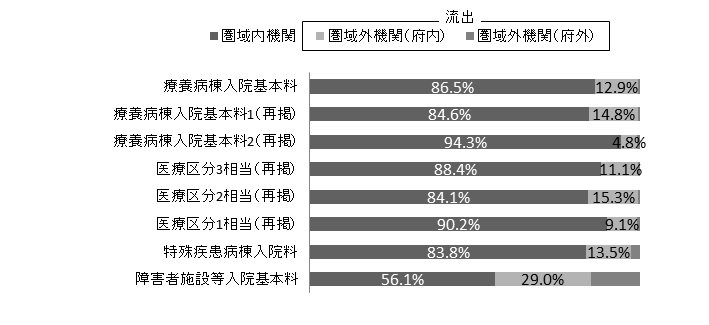 流出
圏域内機関 圏域外機関(府内) 圏域外機関(府外)
療養病棟入院基本料 86.5% 12.9%
療養病棟入院基本料1(再掲) 84.6% 14.8%
療養病棟入院基本料2(再掲) 94.3% 4.8%
医療区分3相当(再掲) 88.4% 11.1%
医療区分2相当(再掲) 84.1% 15.3%
医療区分1相当(再掲) 90.2% 9.1%
特殊疾患病棟入院料 83.8% 13.5%
障害者施設等入院基本料 56.1% 29.0%